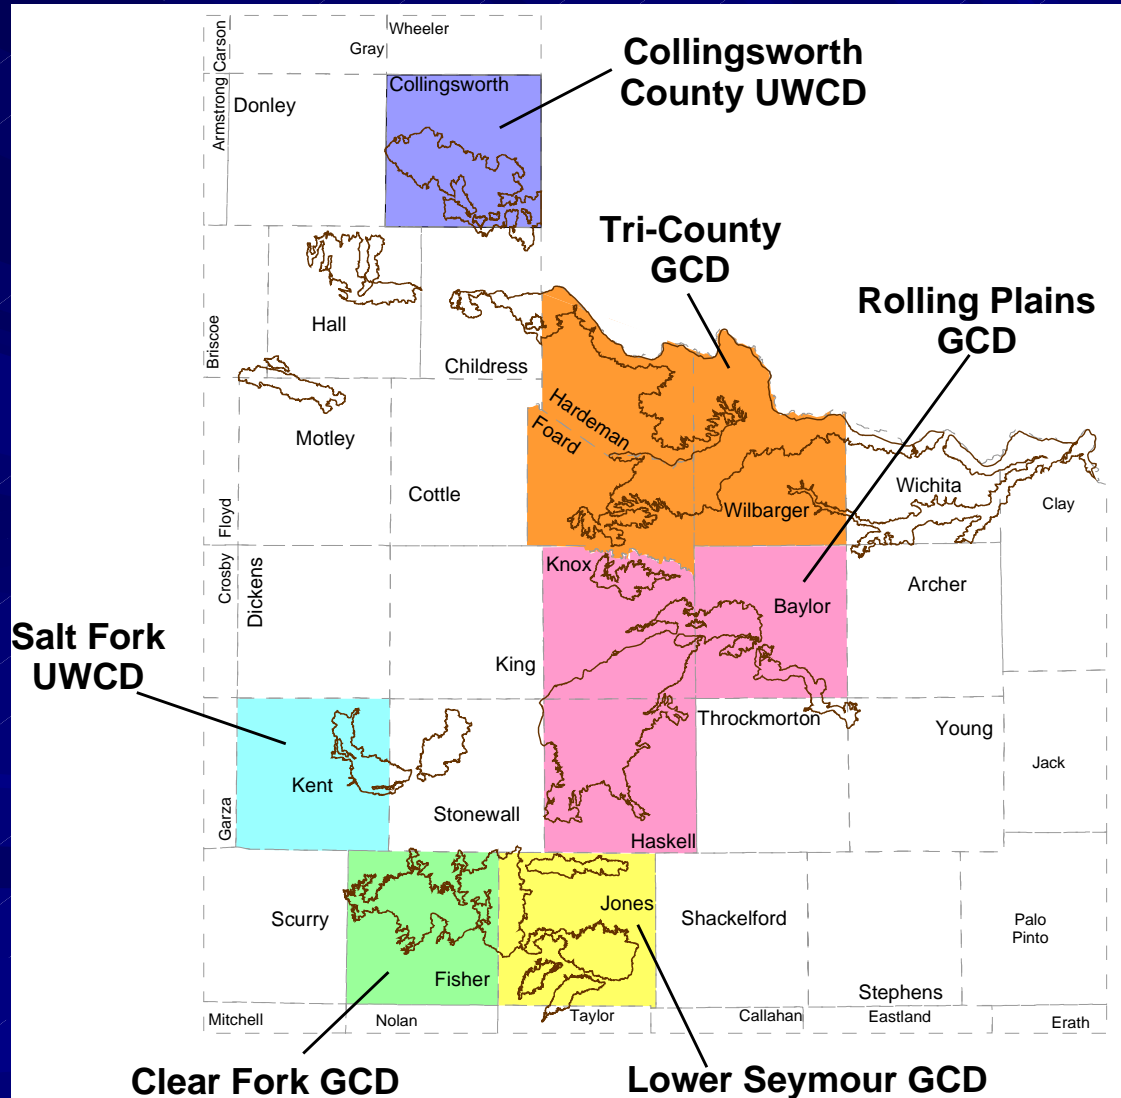 Wheeler
Gray
Armstrong Carson
Collingsworth
County UWCD
Collingsworth
Donley
Tri-County
GCD
Rolling Plains
GCD
Briscoe
Hall
Childress
Hardeman
Foard
Motley
Cottle
Floyd
Wilbarger
Wichita
Clay
Crosby
Dickens
Knox
Baylor
Archer
Salt Fork
UWCD
King
Throckmorton
Young
Jack
Kent
Garza
Stonewall
Haskell
Scurry
Jones
Shackelford
Palo
Pinto
Fisher
Stephens
Mitchell
Nolan
Taylor
Callahan
Eastland
Erath
Clear Fork GCD
Lower Seymour GCD